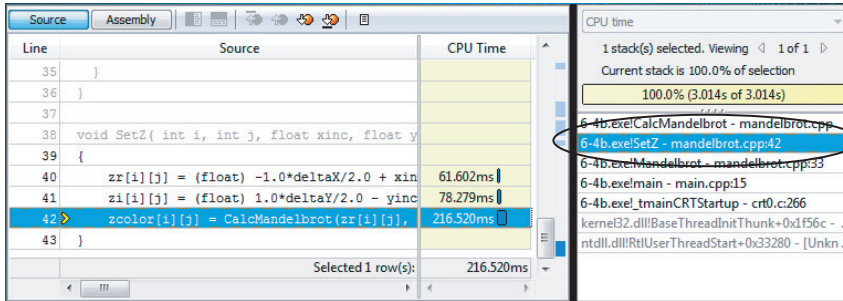 Source Assembly
Line Source CPU Time
35 }
36 }
37
38 void SetZ( int i, int j, float xinc, float y
39 {
40 zr[i][j] = (float) -1.0*deltaX/2.0 + xin 61.602ms
41 zi[i][j] = (float) 1.0*deltaY/2.0 - yinc 78.279ms
42 zcolor[i][j] = CalcMandelbrot(zr[i][j], 216.520ms
43 }
Selected 1 row(s): 216.520ms
CPU time
1 stack(s) selected. Viewing 1 of 1
Current stack is 100.0% of selection
100.0% (3.014s of 3.014s)
6-4b.exe!CalcMandelbrot - mandelbrot.cpp
6-4b.exe!SetZ - mandelbrot.cpp:42
6-4b.exe!Mandelbrot - mandelbrot.cpp:33
6-4b.exe!main - main.cpp:15
6-4b.exe!_tmainCRTStartup - crt0.c:266
kernel32.dll!BaseThreadInitThunk+0x1f56c - .
ntdll.dll!RtlUserThreadStart+0x33280 - [Unkn .